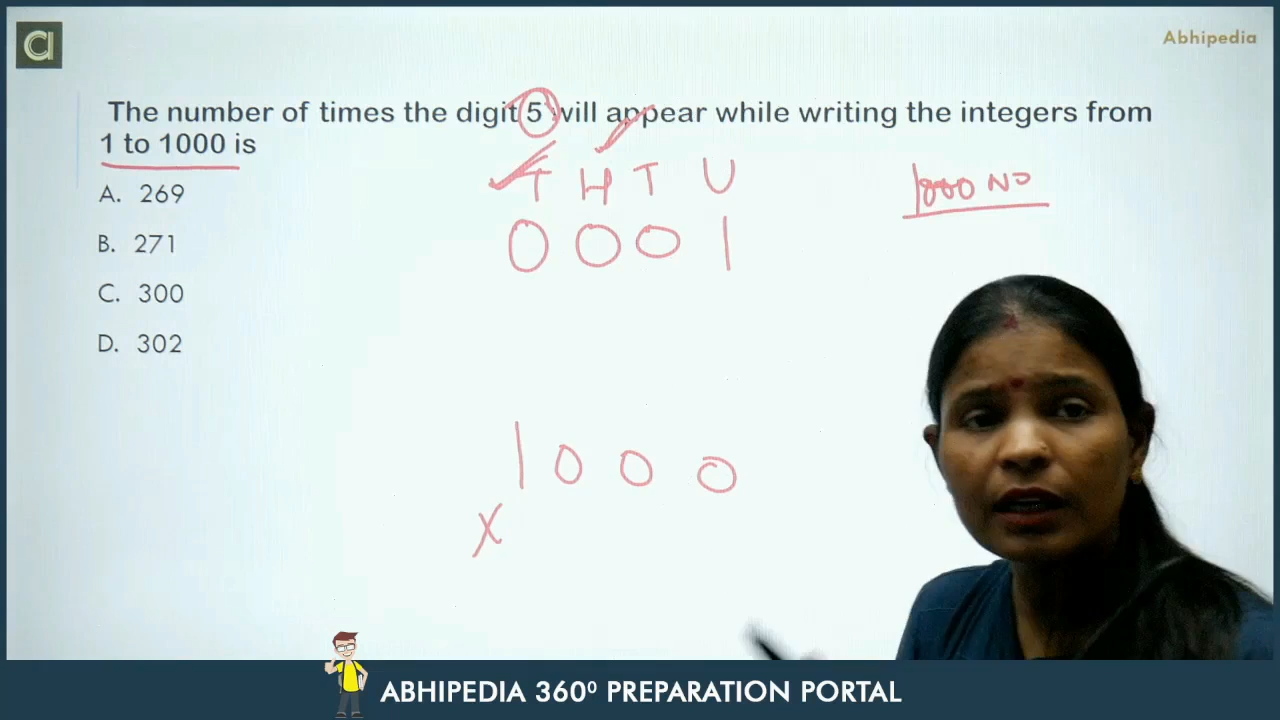 Abhipedia
The number of times the digit 5 will appear while writing the integers from
1 to 1000 is
A. 269
B. 271
C. 300
D. 302
T H T U
0 0 0 1
1000 No
1 0 0 0
X
ABHIPEDIA 360⁰ PREPARATION PORTAL